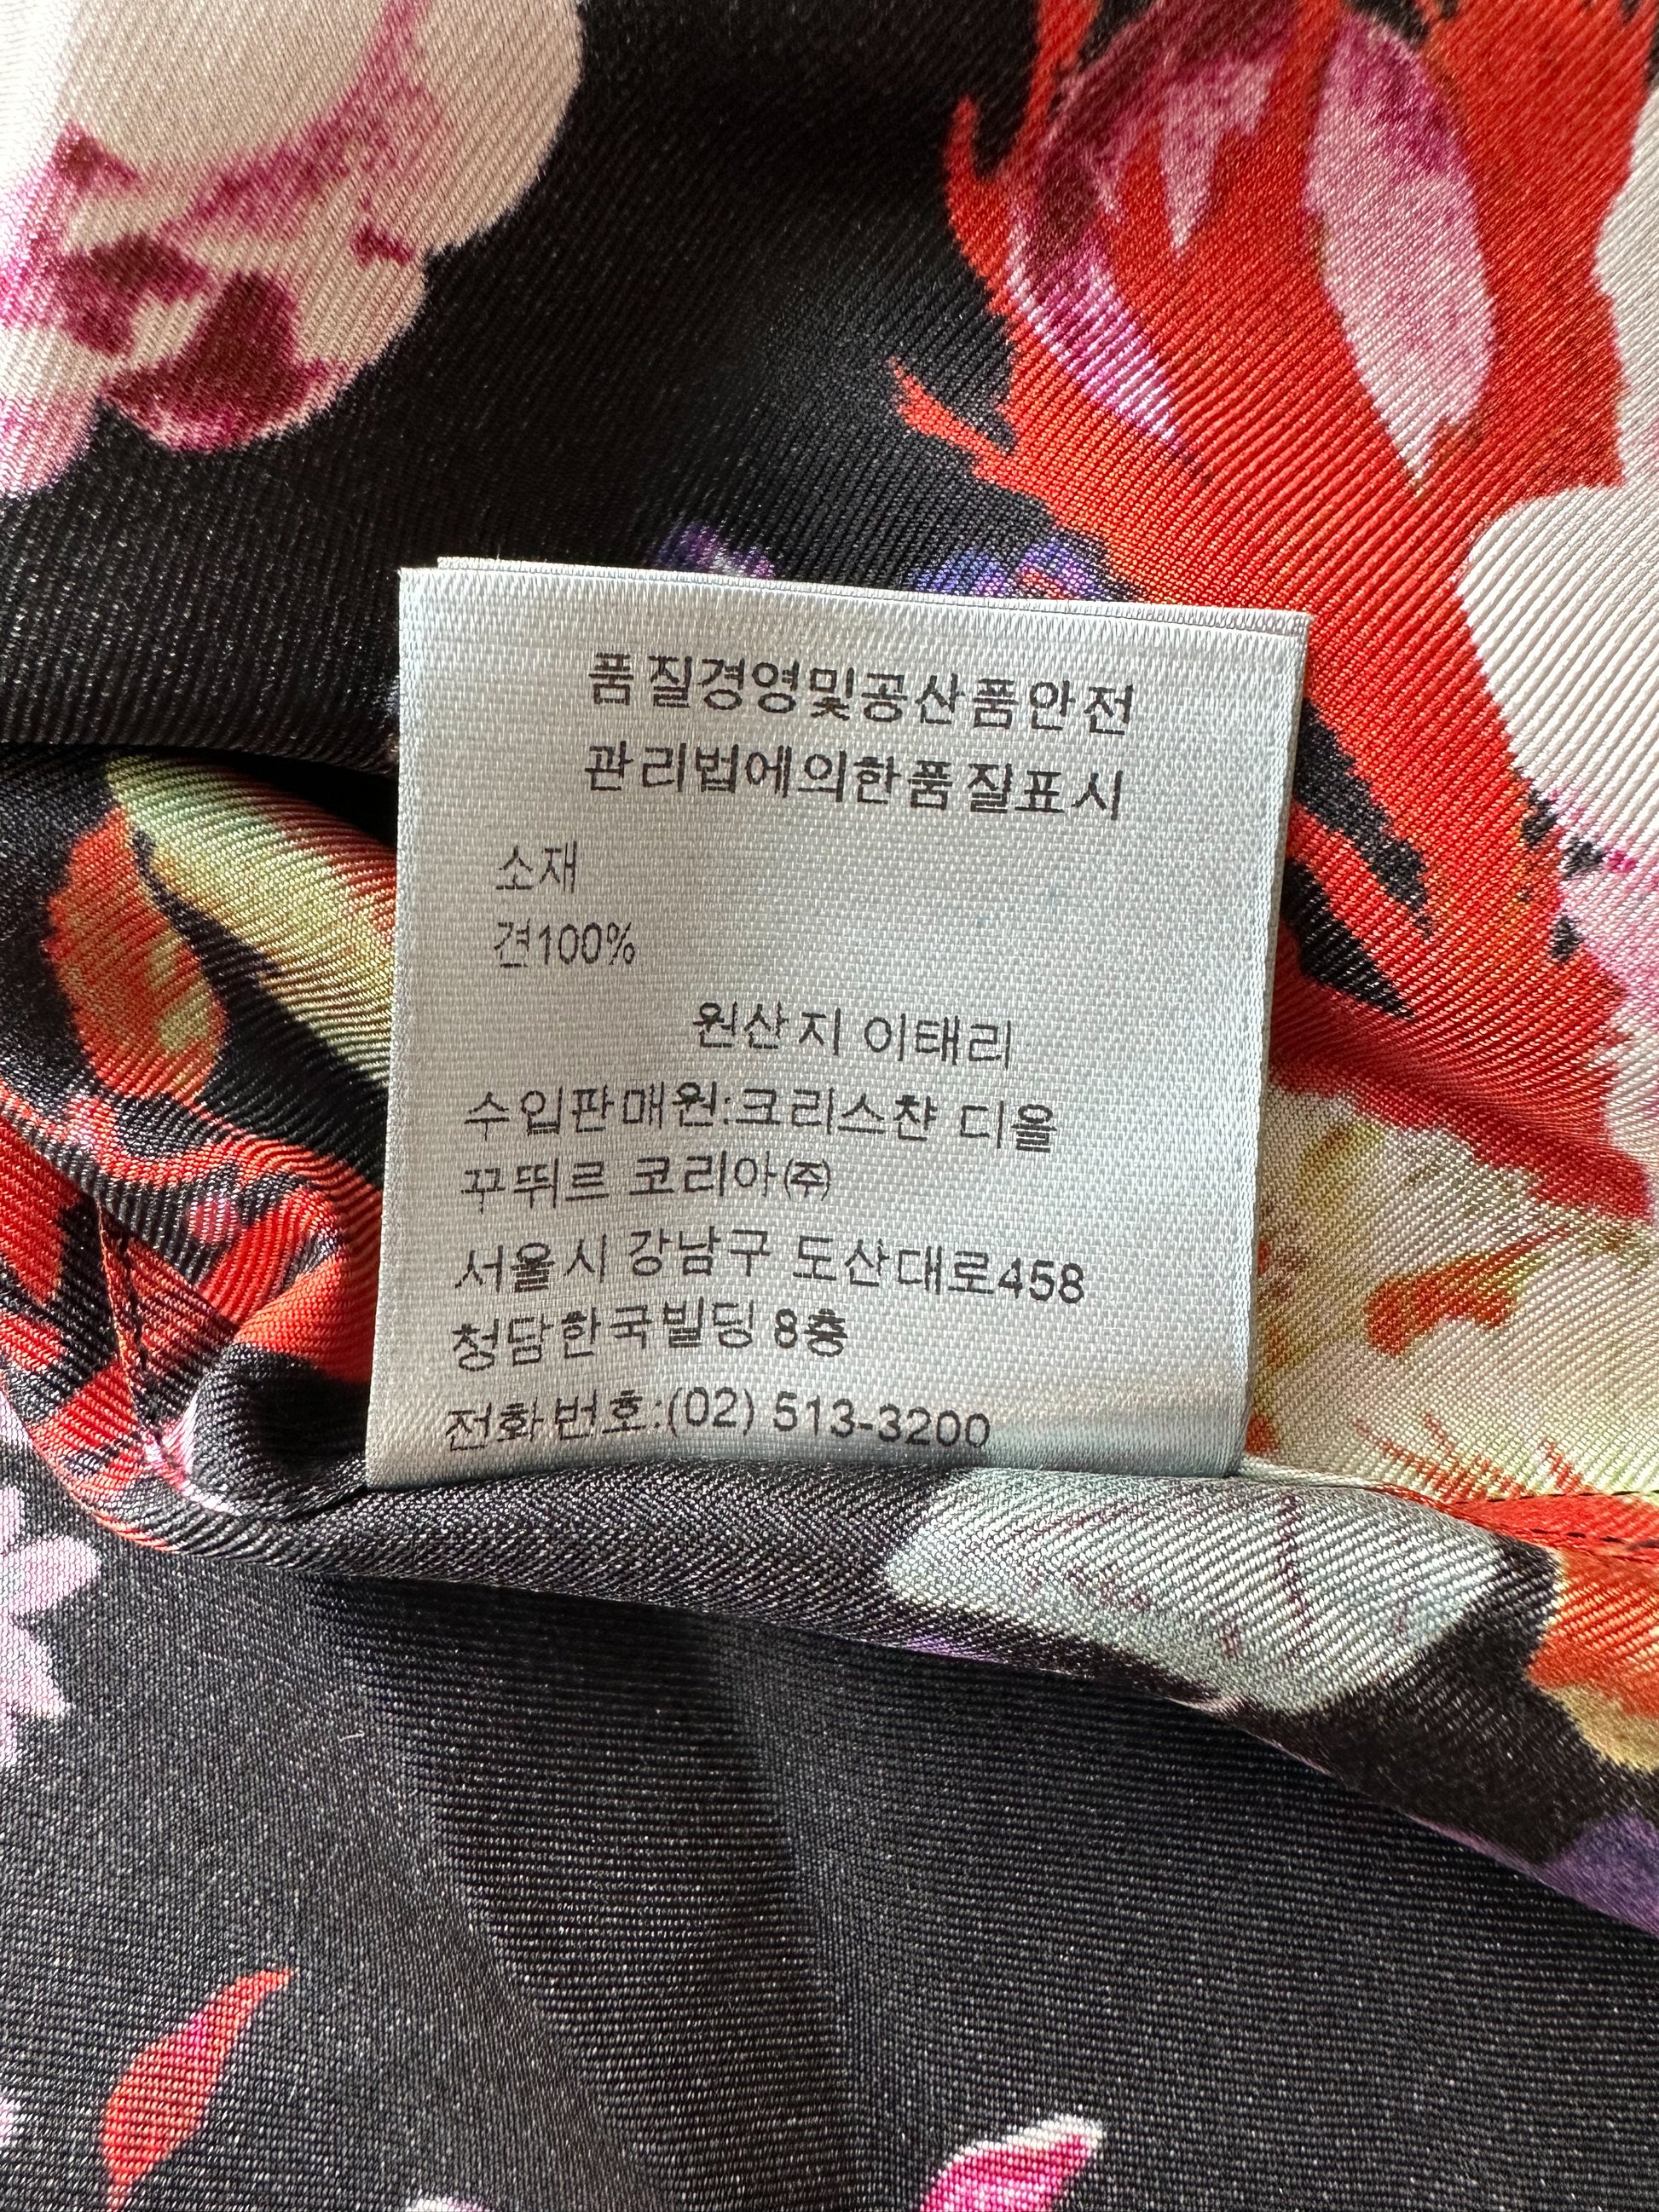 품질경영및공산품안전
관리법에의한품질표시
소재
견100%
원산지 이태리
수입판매원:크리스챤 디올
꾸뛰르 코리아㈜
서울시 강남구 도산대로458
청담한국빌딩 8층
전화번호:(02) 513-3200